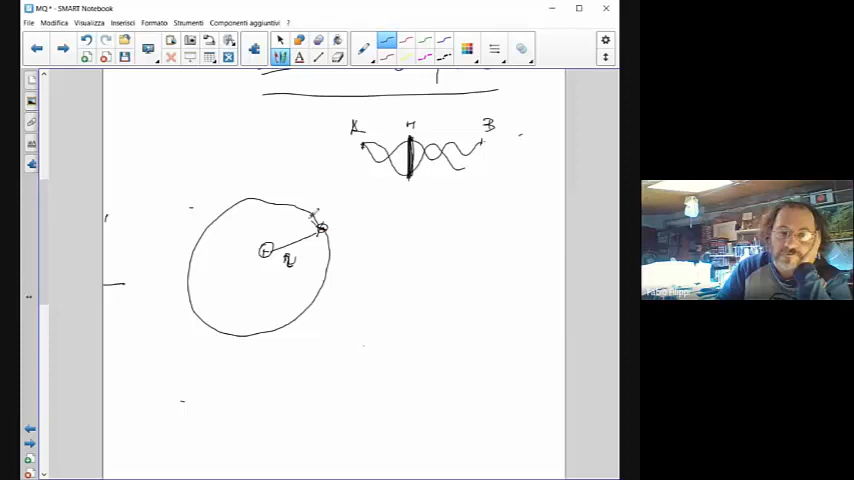 MQ * - SMART Notebook
File Modifica Visualizza Inserisci Formato Strumenti Componenti aggiuntivi ?
A M B
+
r